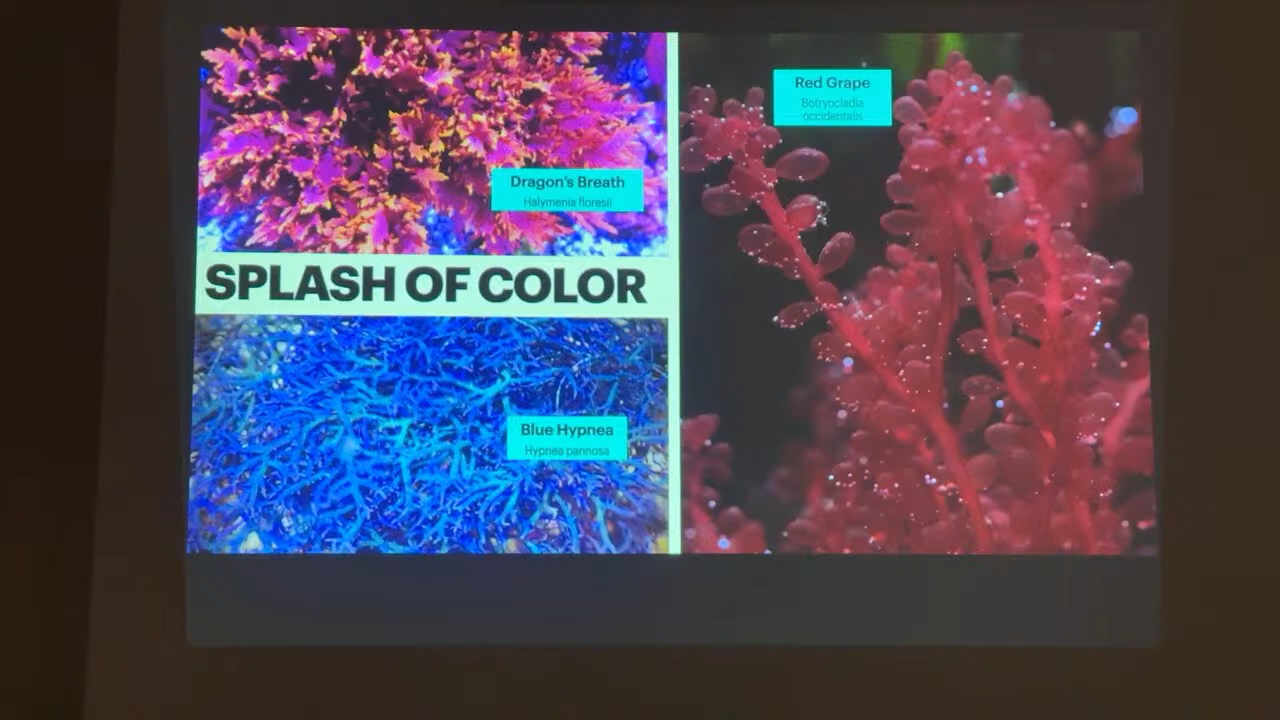 Dragon's Breath
Halymenia floresii
SPLASH OF COLOR
Blue Hypnea
Hypnea pannosa
Red Grape
Botryocladia
occidentalis